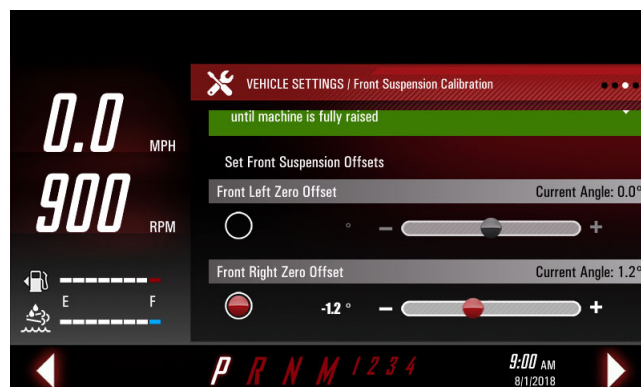 VEHICLE SETTINGS / Front Suspension Calibration
until machine is fully raised
0.0 MPH
Set Front Suspension Offsets
Front Left Zero Offset Current Angle: 0.0°
900 RPM
° − +
Front Right Zero Offset Current Angle: 1.2°
-1.2 ° − +
E F
P R N M 1 2 3 4
9:00 AM
8/1/2018